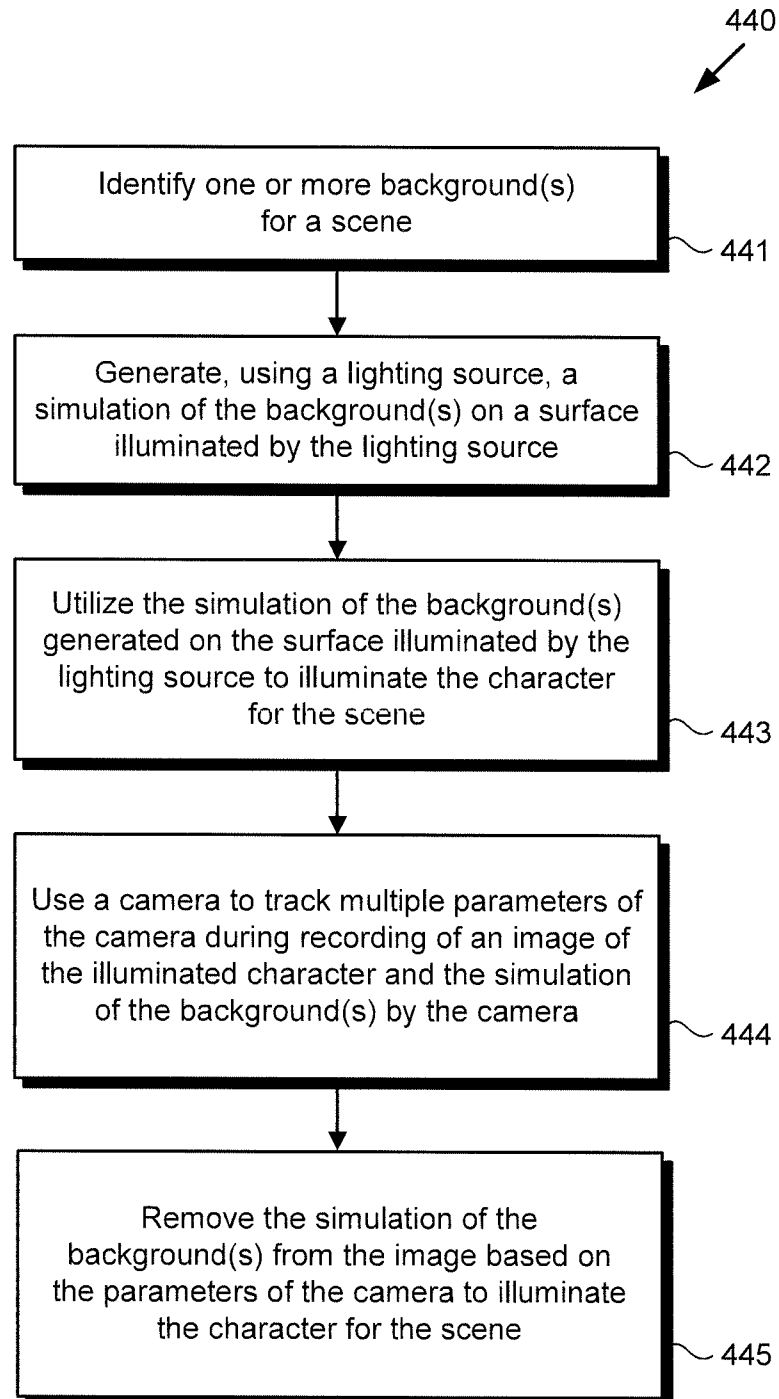 440
Identify one or more background(s)
for a scene
441
Generate, using a lighting source, a
simulation of the background(s) on a surface
illuminated by the lighting source
442
Utilize the simulation of the background(s)
generated on the surface illuminated by the
lighting source to illuminate the character
for the scene
443
Use a camera to track multiple parameters of
the camera during recording of an image of
the illuminated character and the simulation
of the background(s) by the camera
444
Remove the simulation of the
background(s) from the image based on
the parameters of the camera to illuminate
the character for the scene
445